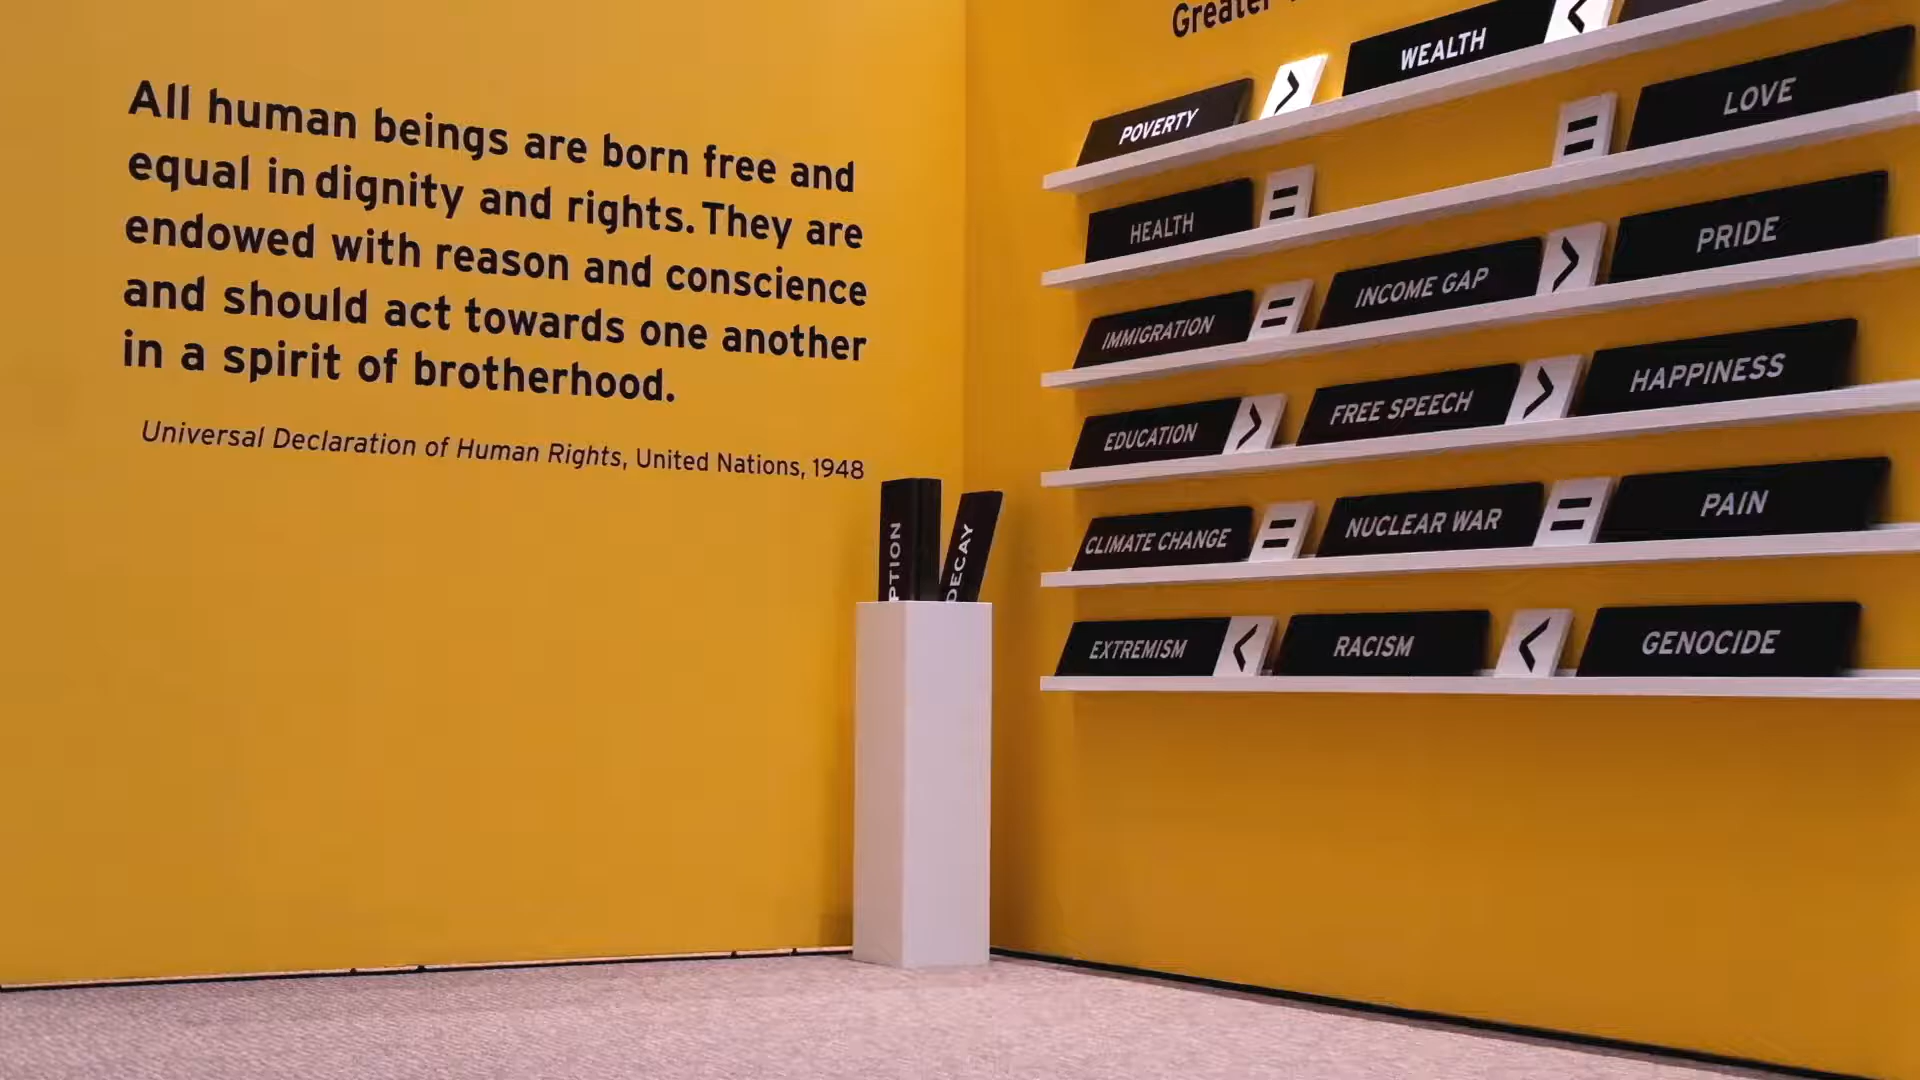 All human beings are born free and
equal in dignity and rights. They are
endowed with reason and conscience
and should act towards one another
in a spirit of brotherhood.
Universal Declaration of Human Rights, United Nations, 1948
PTION
DECAY
Greater
POVERTY > WEALTH <
HEALTH = = LOVE
IMMIGRATION = INCOME GAP > PRIDE
EDUCATION > FREE SPEECH > HAPPINESS
CLIMATE CHANGE = NUCLEAR WAR = PAIN
EXTREMISM < RACISM < GENOCIDE